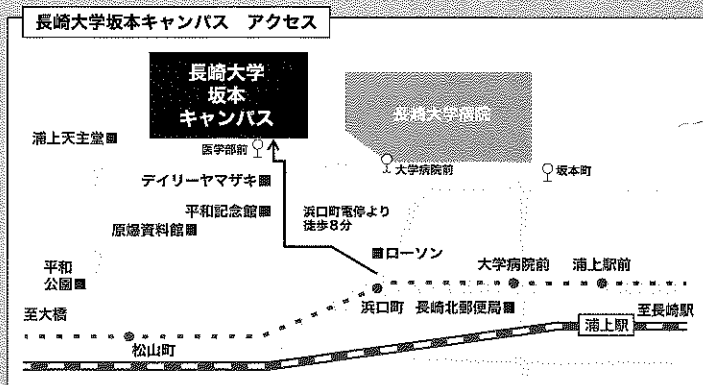 長崎大学坂本キャンパス　アクセス
長崎大学
坂本
キャンパス
長崎大学病院
浦上天主堂
医学部前
大学病院前
坂本町
デイリーヤマザキ
平和記念館
原爆資料館
浜口町電停より
徒歩8分
ローソン
平和
公園
大学病院前
浦上駅前
至大橋
浜口町
長崎北郵便局
至長崎駅
浦上駅
松山町